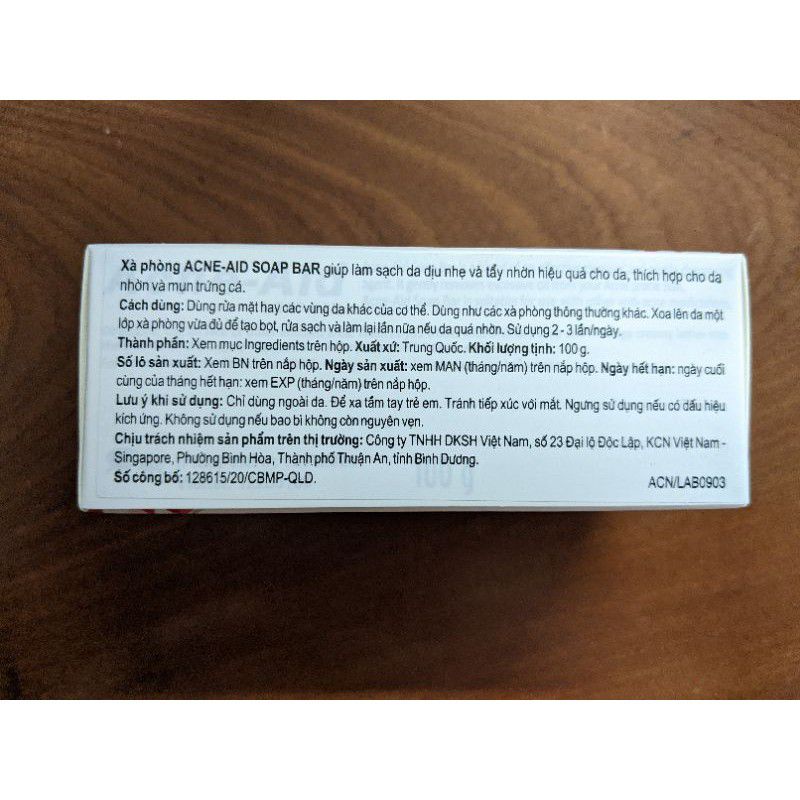 Xà phòng ACNE-AID SOAP BAR giúp làm sạch da dịu nhẹ và tẩy nhờn hiệu quả cho da, thích hợp cho da
nhờn và mụn trứng cá.
Cách dùng: Dùng rửa mặt hay các vùng da khác của cơ thể. Dùng như các xà phòng thông thường khác. Xoa lên da một
lớp xà phòng vừa đủ để tạo bọt, rửa sạch và làm lại lần nữa nếu da quá nhờn. Sử dụng 2 - 3 lần/ngày.
Thành phần: Xem mục Ingredients trên hộp. Xuất xứ: Trung Quốc. Khối lượng tịnh: 100 g.
Số lô sản xuất: Xem BN trên nắp hộp. Ngày sản xuất: xem MAN (tháng/năm) trên nắp hộp. Ngày hết hạn: ngày cuối
cùng của tháng hết hạn: xem EXP (tháng/năm) trên nắp hộp.
Lưu ý khi sử dụng: Chỉ dùng ngoài da. Để xa tầm tay trẻ em. Tránh tiếp xúc với mắt. Ngưng sử dụng nếu có dấu hiệu
kích ứng. Không sử dụng nếu bao bì không còn nguyên vẹn.
Chịu trách nhiệm sản phẩm trên thị trường: Công ty TNHH DKSH Việt Nam, số 23 Đại lộ Độc Lập, KCN Việt Nam -
Singapore, Phường Bình Hòa, Thành phố Thuận An, tỉnh Bình Dương.
Số công bố: 128615/20/CBMP-QLD. ACN/LAB0903
100 g